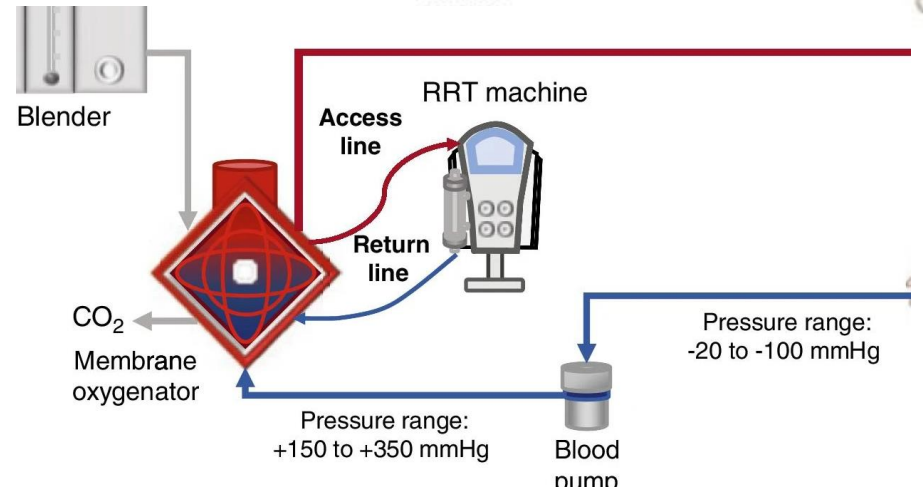 Blender
RRT machine
Access
line
Return
line
CO₂
Membrane
oxygenator
Pressure range:
-20 to -100 mmHg
Pressure range:
+150 to +350 mmHg
Blood
pump